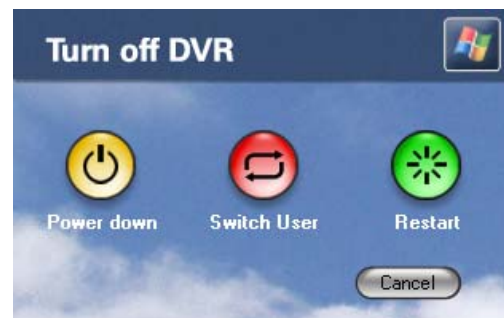 Turn off DVR
Power down
Switch User
Restart
Cancel